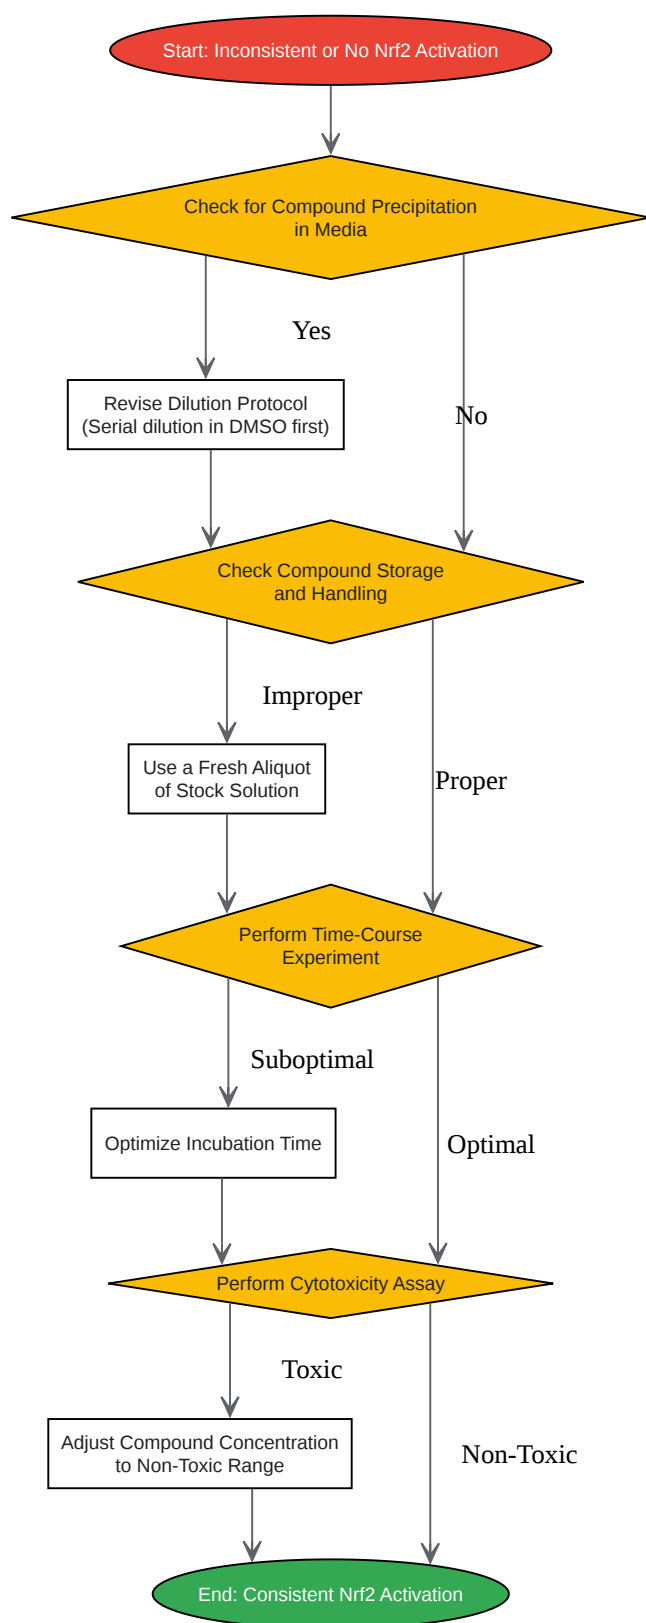 Start: Inconsistent or No Nrf2 Activation
Check for Compound Precipitation
in Media
Yes
Revise Dilution Protocol
(Serial dilution in DMSO first)
No
Check Compound Storage
and Handling
Improper
Use a Fresh Aliquot
of Stock Solution
Proper
Perform Time-Course
Experiment
Suboptimal
Optimize Incubation Time
Optimal
Perform Cytotoxicity Assay
Toxic
Adjust Compound Concentration
to Non-Toxic Range
Non-Toxic
End: Consistent Nrf2 Activation